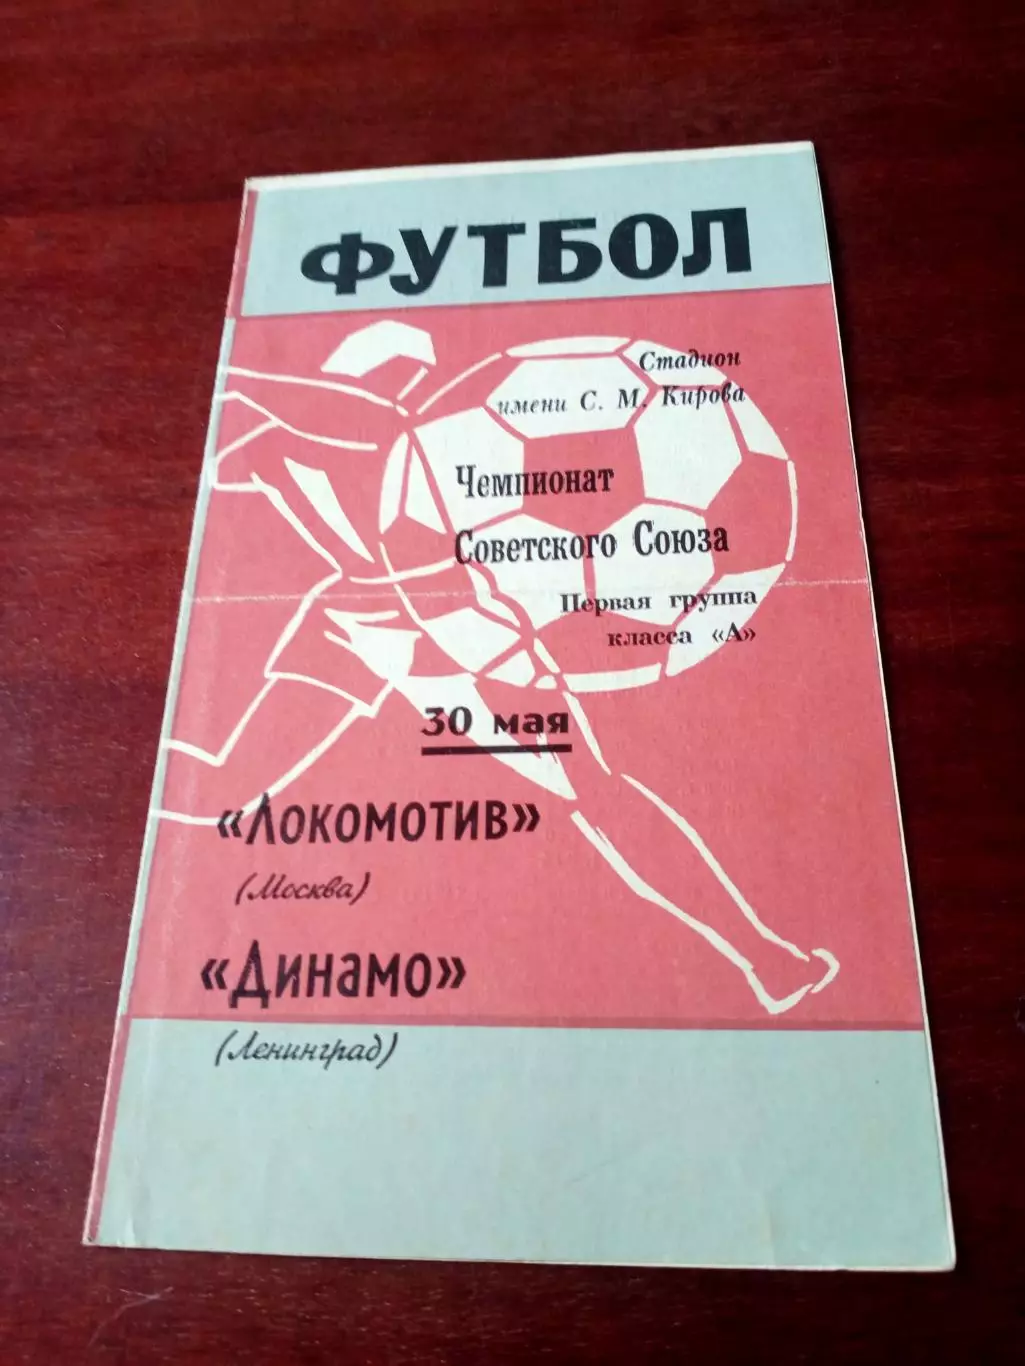 ФУТБОЛ
Стадион
имени С. М. Кирова
Чемпионат
Советского Союза
Первая группа
класса «А»
30 мая
«Локомотив»
(Москва)
«Динамо»
(Ленинград)